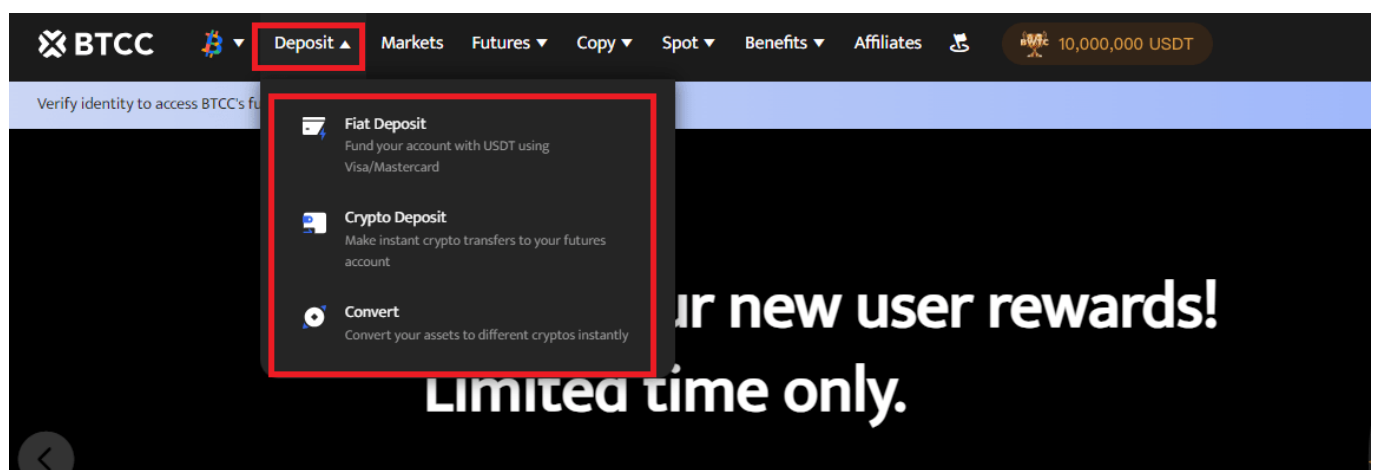 BTCC
Deposit
Markets
Futures
Copy
Spot
Benefits
Affiliates
10,000,000 USDT
Verify identity to access BTCC's
Fiat Deposit
Fund your account with USDT using
Visa/Mastercard
Crypto Deposit
Make instant crypto transfers to your futures
account
Convert
Convert your assets to different cryptos instantly
new user rewards!
Limited time only.